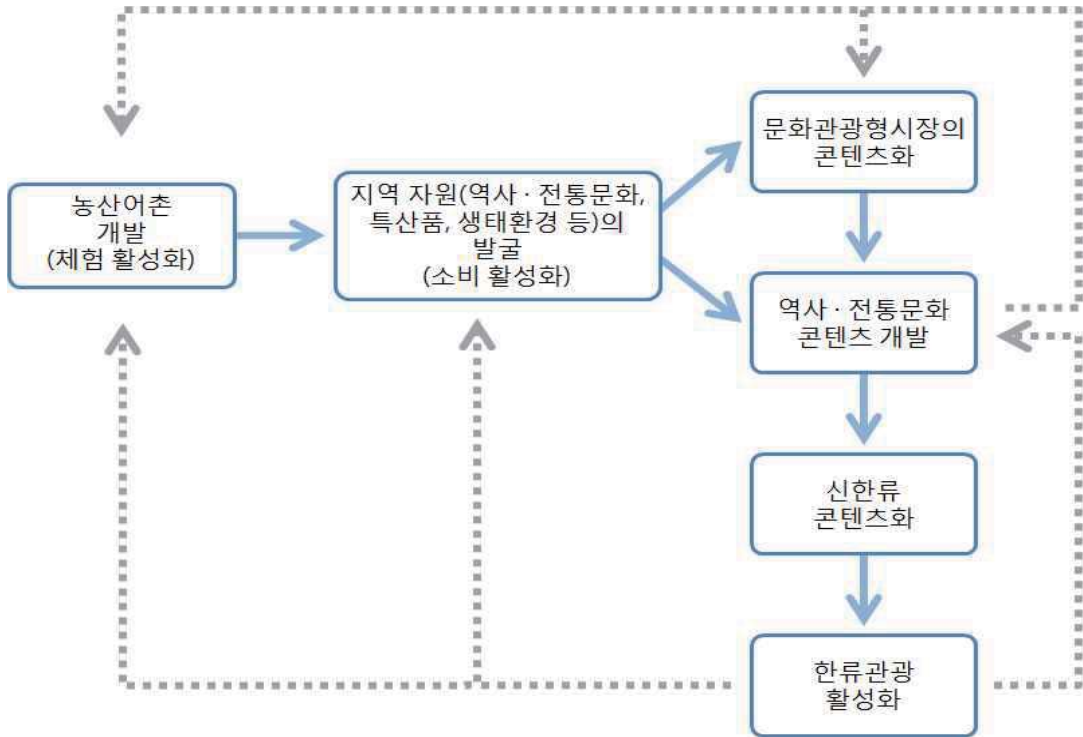 농산어촌
개발
(체험 활성화)
지역 자원(역사 · 전통문화,
특산품, 생태환경 등)의
발굴
(소비 활성화)
문화관광형시장의
콘텐츠화
역사 · 전통문화
콘텐츠 개발
신한류
콘텐츠화
한류관광
활성화